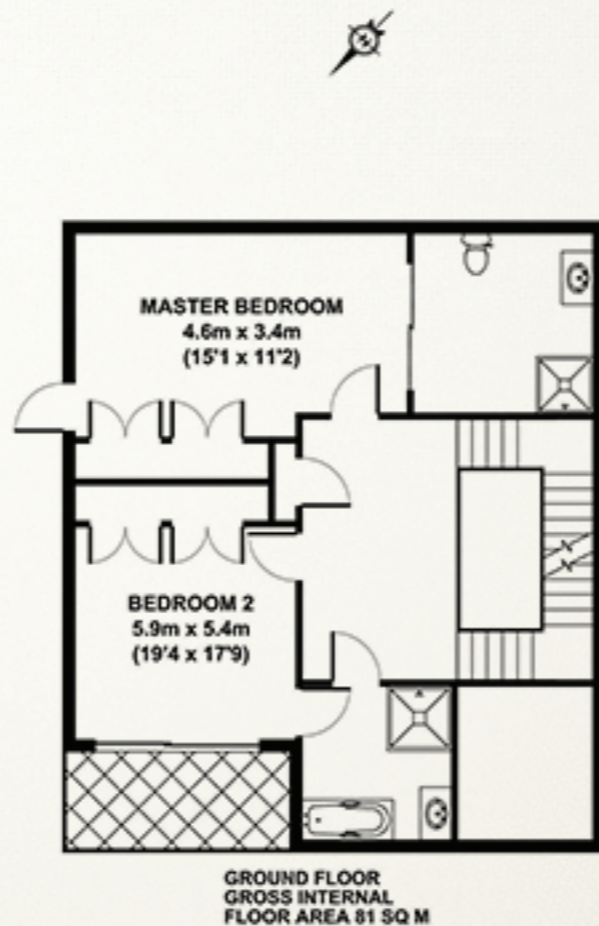 N
MASTER BEDROOM
4.6m x 3.4m
(15'1 x 11'2)
BEDROOM 2
5.9m x 5.4m
(19'4 x 17'9)
GROUND FLOOR
GROSS INTERNAL
FLOOR AREA 81 SQ M